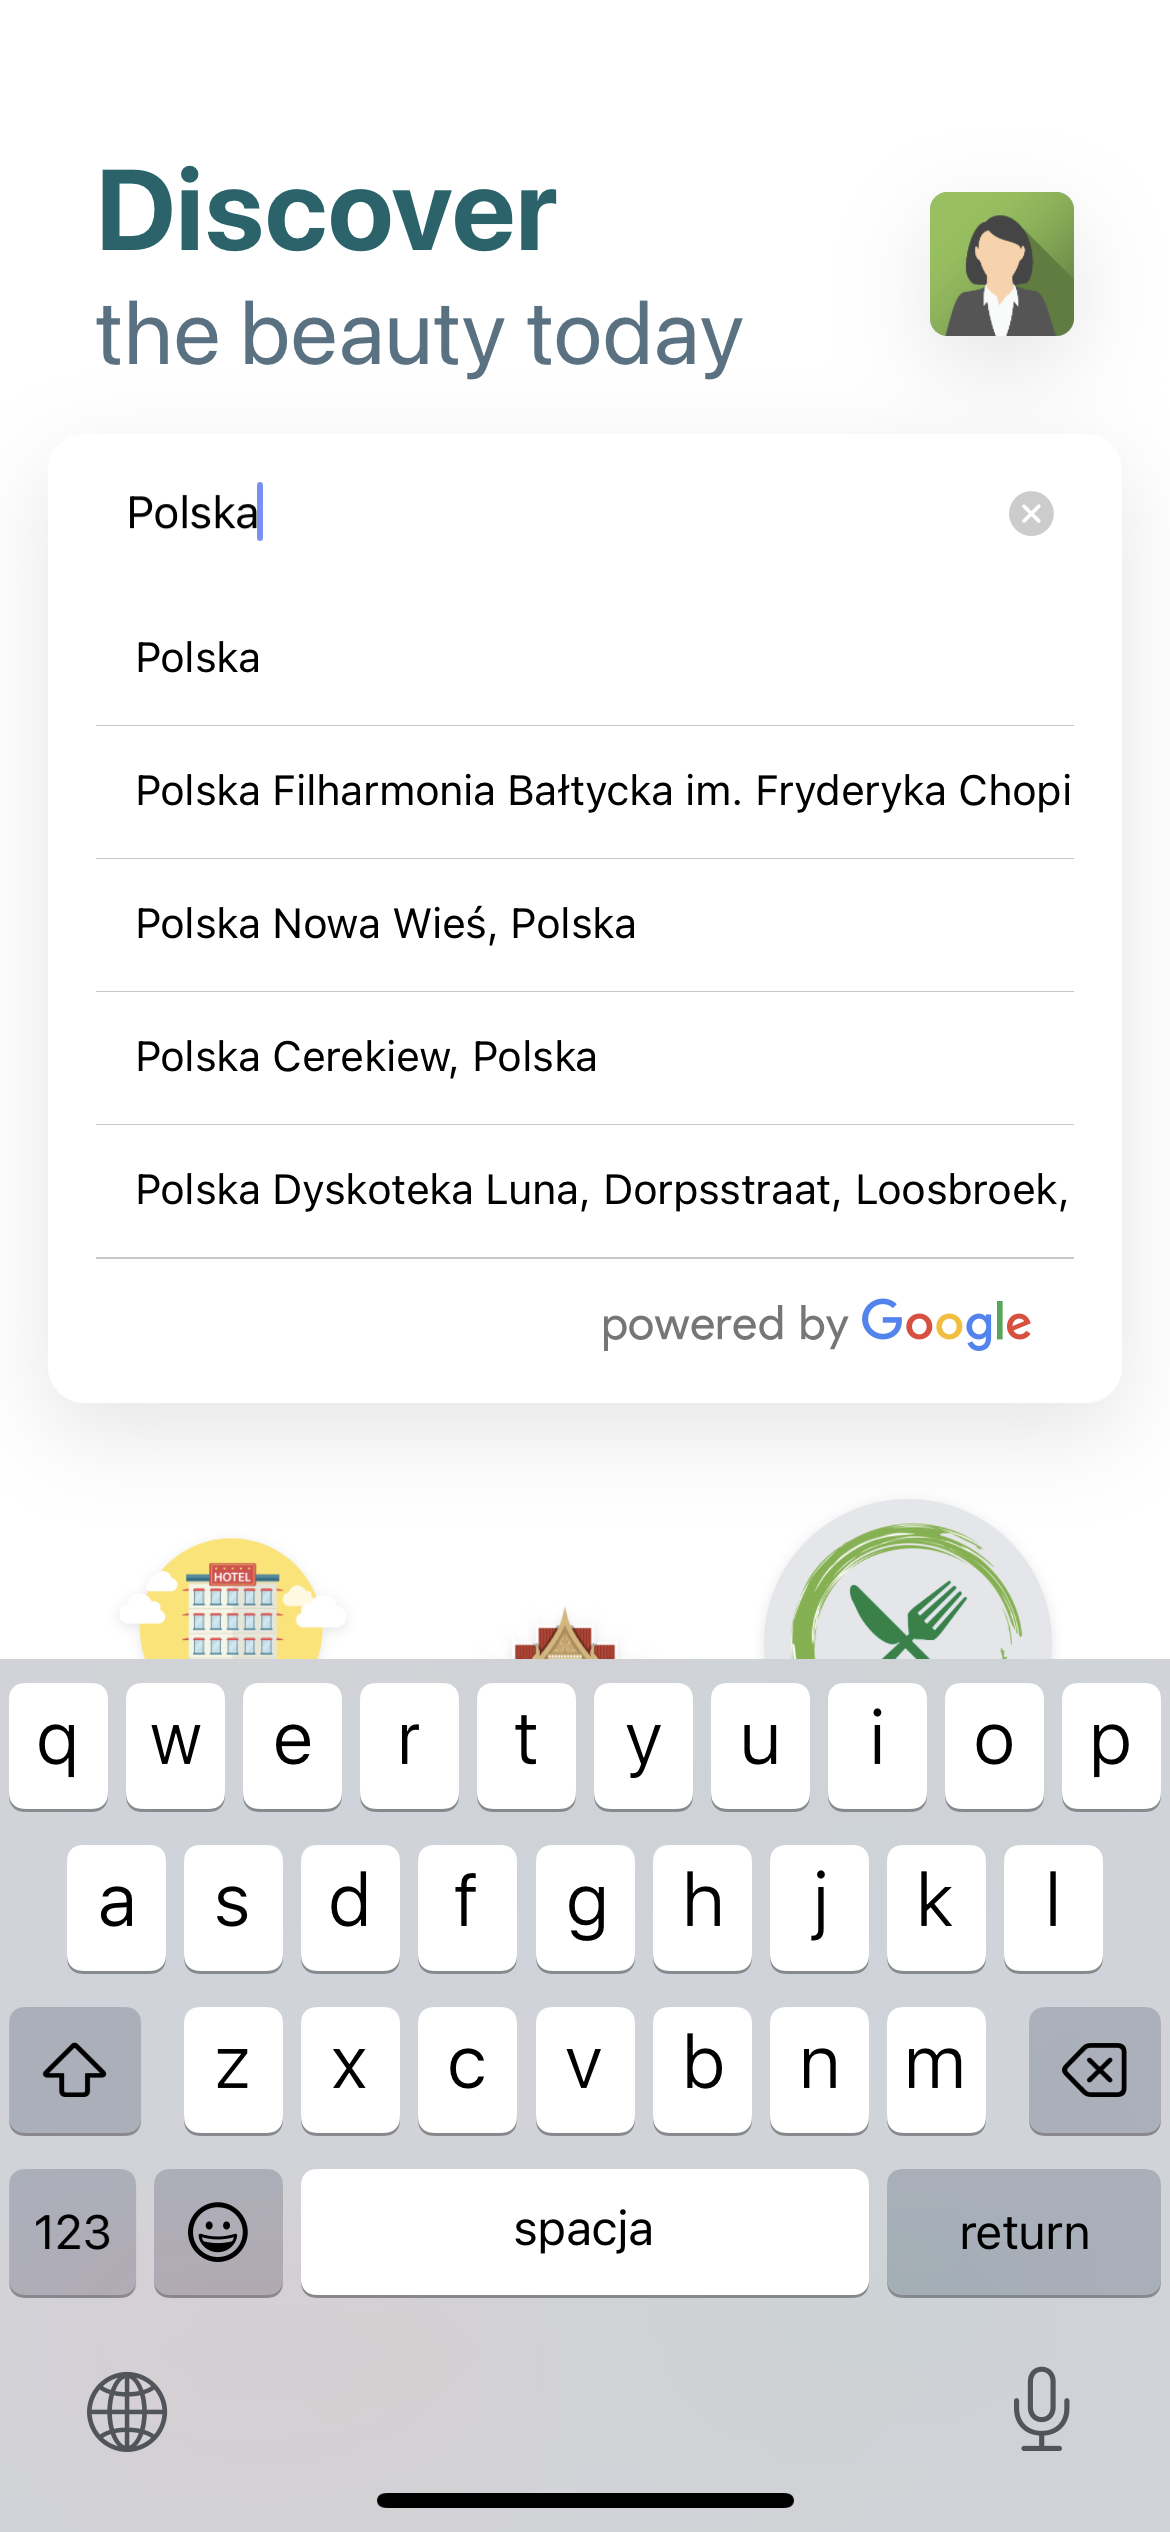 Discover
the beauty today
Polska
Polska
Polska Filharmonia Bałtycka im. Fryderyka Chopi
Polska Nowa Wieś, Polska
Polska Cerekiew, Polska
Polska Dyskoteka Luna, Dorpsstraat, Loosbroek,
powered by Google
HOTEL
q w e r t y u i o p
a s d f g h j k l
z x c v b n m
123 spacja return